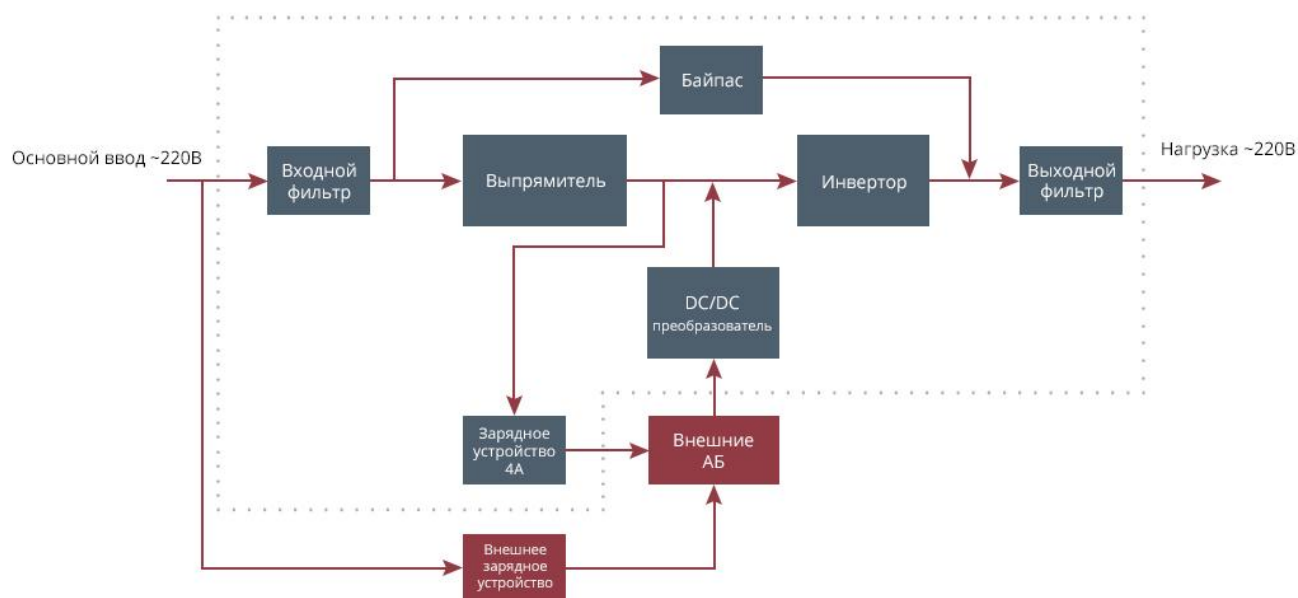 Байпас
Основной ввод ~220В
Входной
фильтр
Выпрямитель
Инвертор
Выходной
фильтр
Нагрузка ~220В
DC/DC
преобразователь
Зарядное
устройство
4А
Внешние
АБ
Внешнее
зарядное
устройство